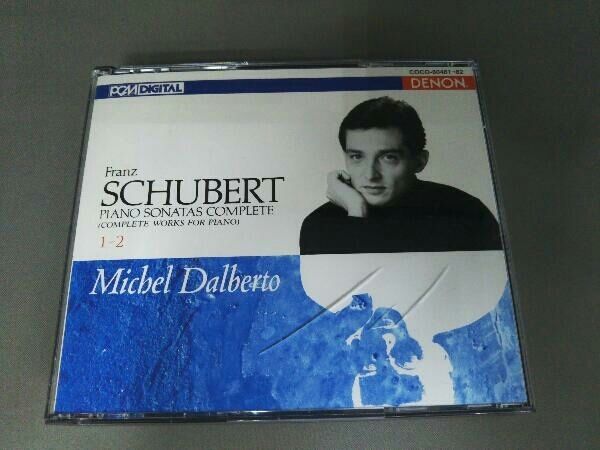 COCO-80481~82
PCM DIGITAL
DENON
Franz
SCHUBERT
PIANO SONATAS COMPLETE
(COMPLETE WORKS FOR PIANO)
1-2
Michel Dalberto